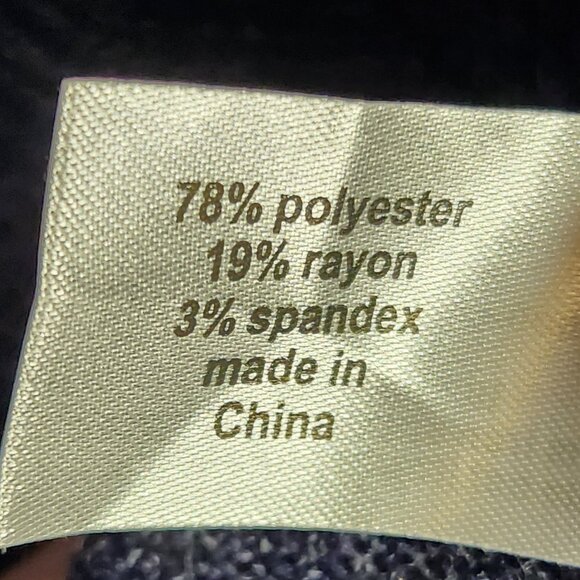 78% polyester
19% rayon
3% spandex
made in
China